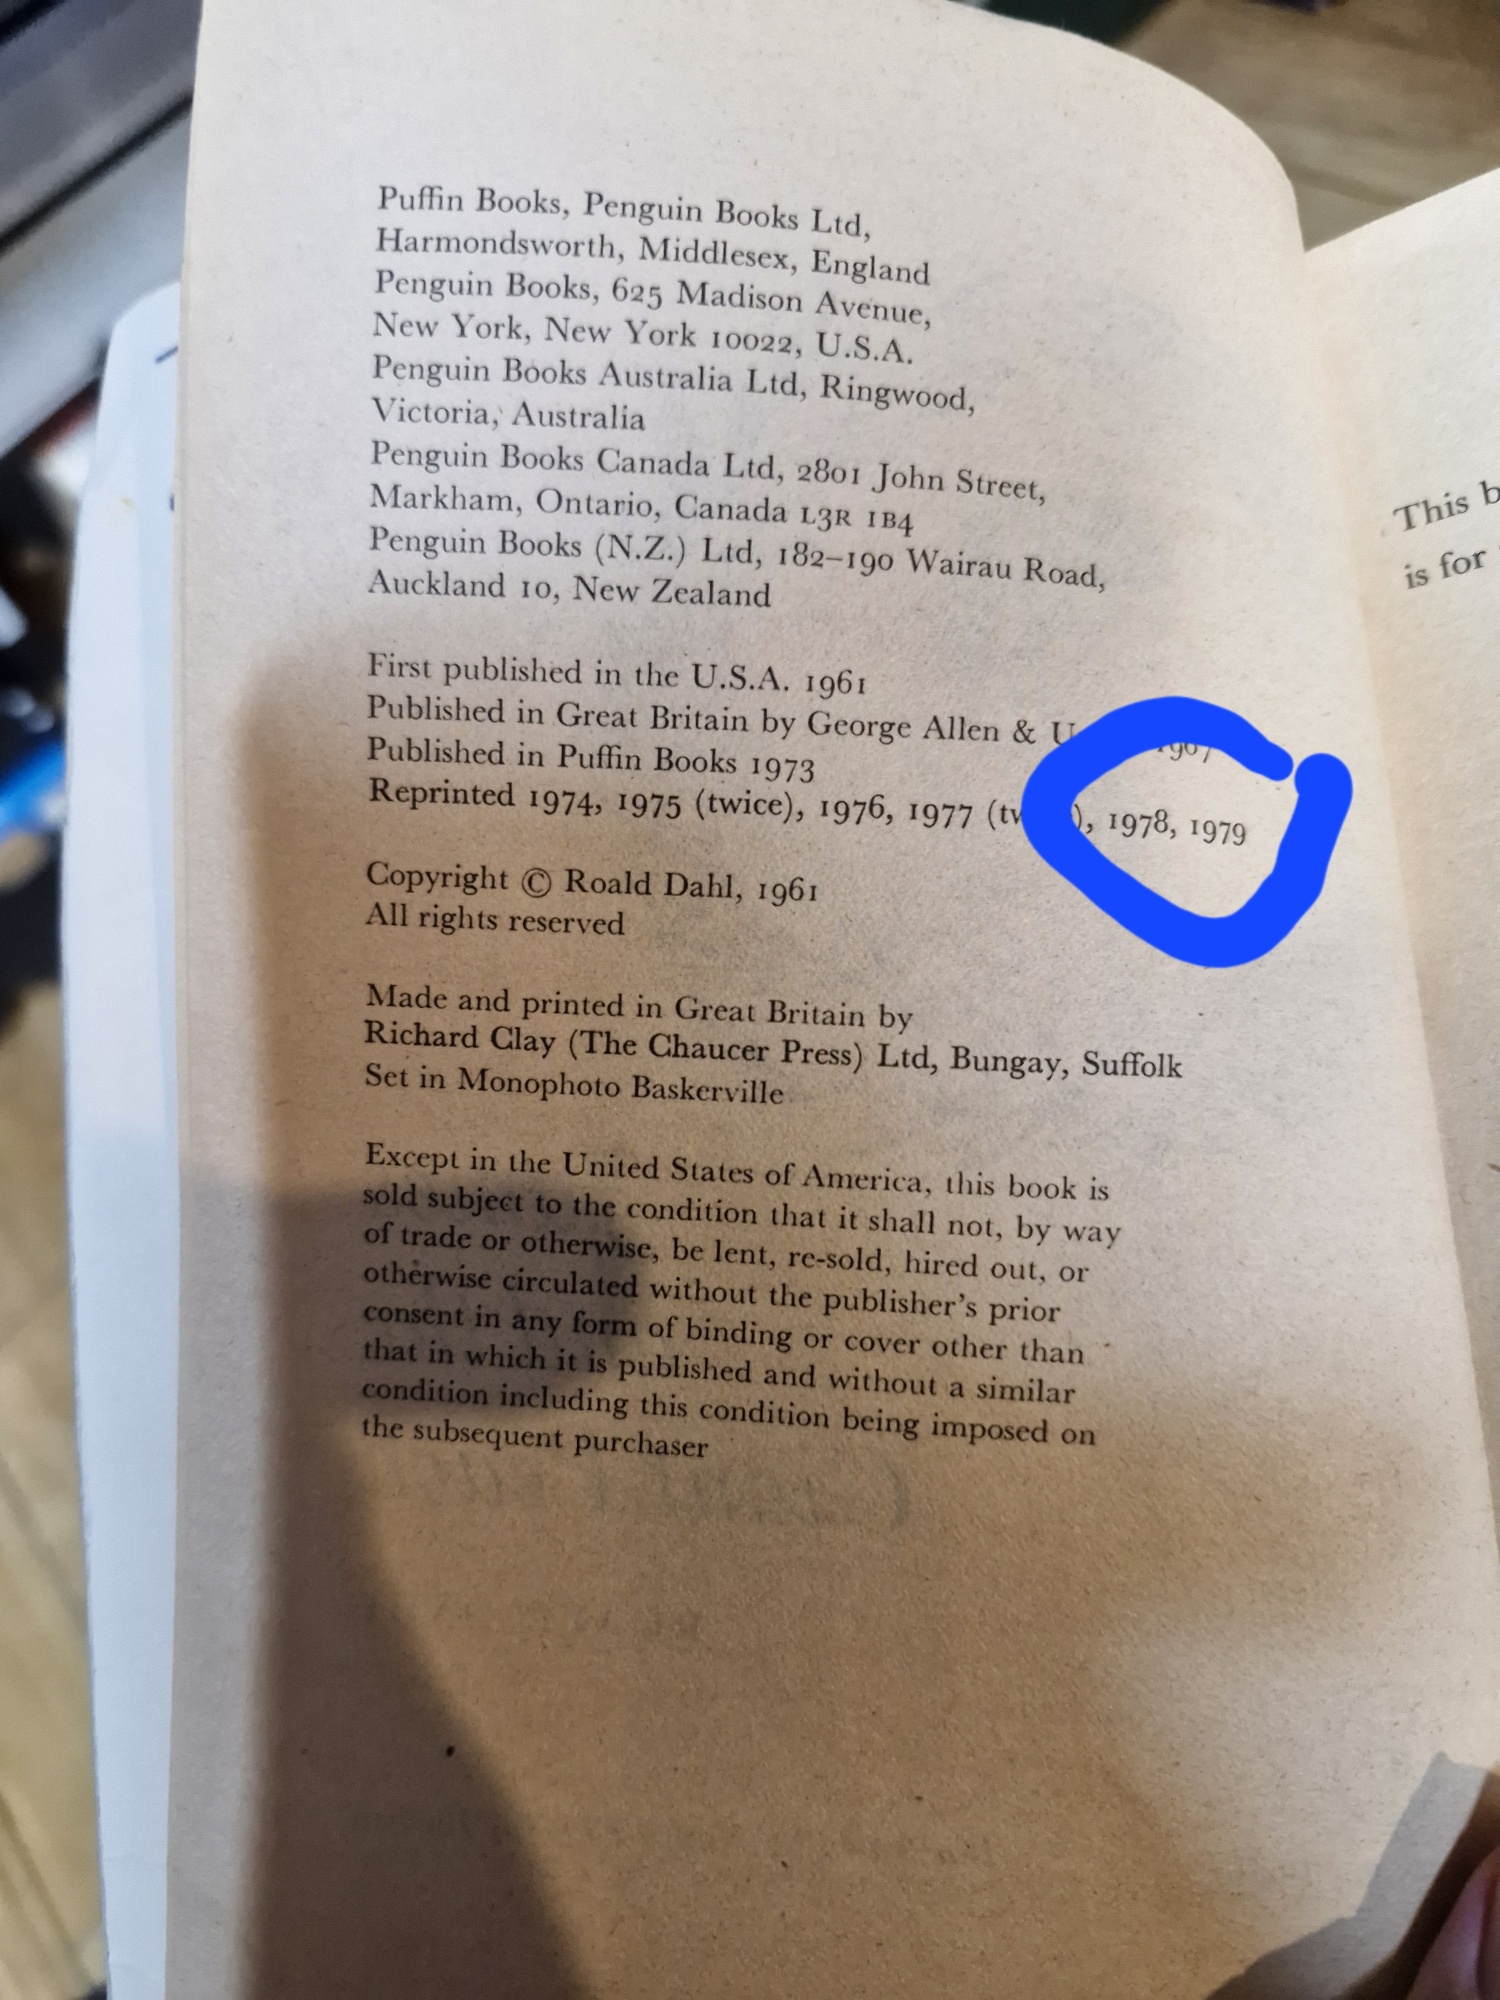 Puffin Books, Penguin Books Ltd,
Harmondsworth, Middlesex, England
Penguin Books, 625 Madison Avenue,
New York, New York 10022, U.S.A.
Penguin Books Australia Ltd, Ringwood,
Victoria, Australia
Penguin Books Canada Ltd, 2801 John Street,
Markham, Ontario, Canada L3R 1B4
Penguin Books (N.Z.) Ltd, 182–190 Wairau Road,
Auckland 10, New Zealand
First published in the U.S.A. 1961
Published in Great Britain by George Allen &
Published in Puffin Books 1973
Reprinted 1974, 1975 (twice), 1976, 1977 1978, 1979
Copyright © Roald Dahl, 1961
All rights reserved
Made and printed in Great Britain by
Richard Clay (The Chaucer Press) Ltd, Bungay, Suffolk
Set in Monophoto Baskerville
Except in the United States of America, this book is
sold subject to the condition that it shall not, by way
of trade or otherwise, be lent, re-sold, hired out, or
otherwise circulated without the publisher's prior
consent in any form of binding or cover other than
that in which it is published and without a similar
condition including this condition being imposed on
the subsequent purchaser
This
is for